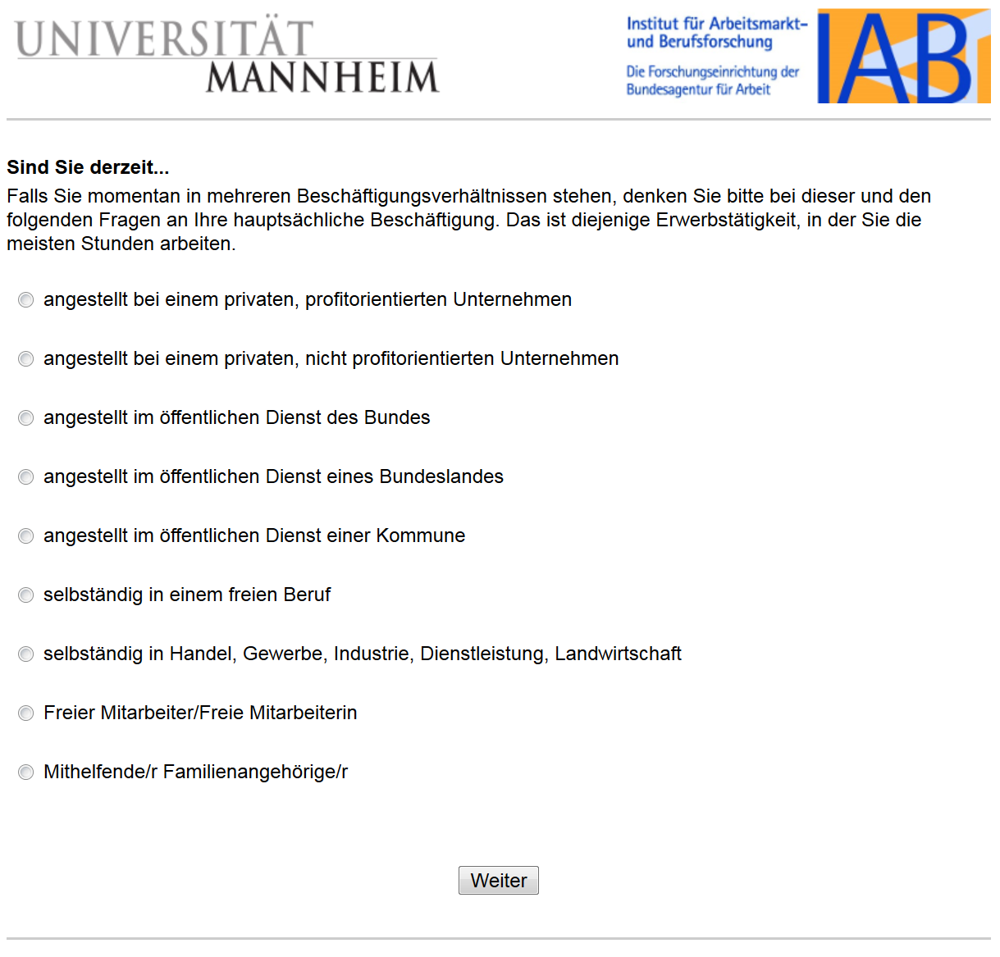 UNIVERSITÄT
MANNHEIM
Institut für Arbeitsmarkt-
und Berufsforschung
Die Forschungseinrichtung der
Bundesagentur für Arbeit
IAB
Sind Sie derzeit...
Falls Sie momentan in mehreren Beschäftigungsverhältnissen stehen, denken Sie bitte bei dieser und den
folgenden Fragen an Ihre hauptsächliche Beschäftigung. Das ist diejenige Erwerbstätigkeit, in der Sie die
meisten Stunden arbeiten.
angestellt bei einem privaten, profitorientierten Unternehmen
angestellt bei einem privaten, nicht profitorientierten Unternehmen
angestellt im öffentlichen Dienst des Bundes
angestellt im öffentlichen Dienst eines Bundeslandes
angestellt im öffentlichen Dienst einer Kommune
selbständig in einem freien Beruf
selbständig in Handel, Gewerbe, Industrie, Dienstleistung, Landwirtschaft
Freier Mitarbeiter/Freie Mitarbeiterin
Mithelfende/r Familienangehörige/r
Weiter